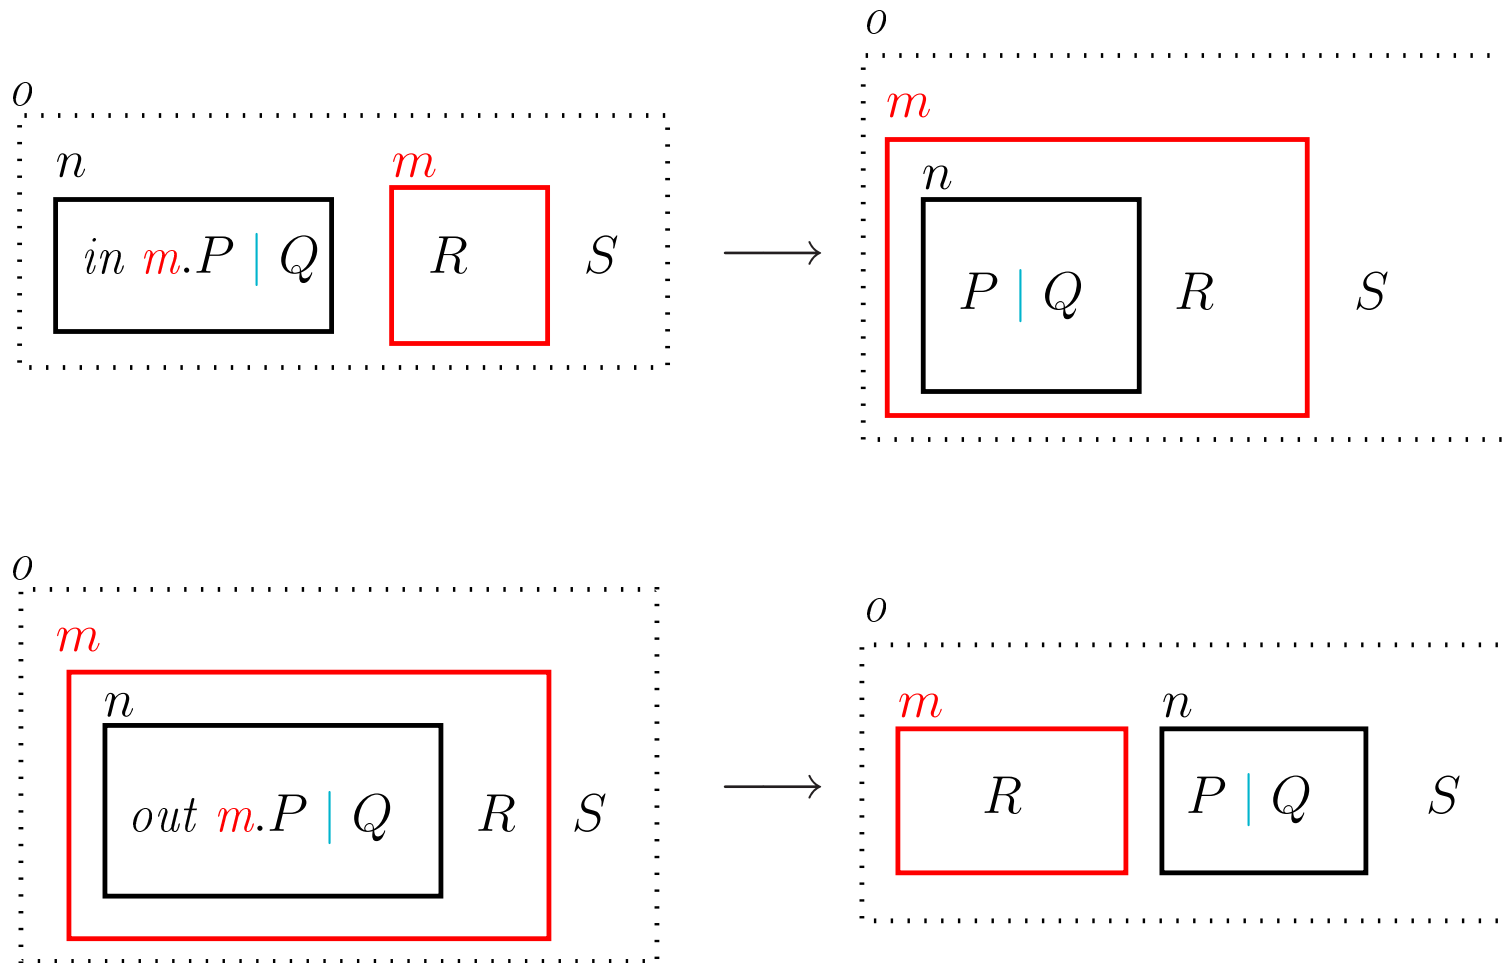 o
o
m
n m
n
in m.P | Q R S ⟶
P | Q R S
o
o
m
n
m n
out m.P | Q R S ⟶
R P | Q S